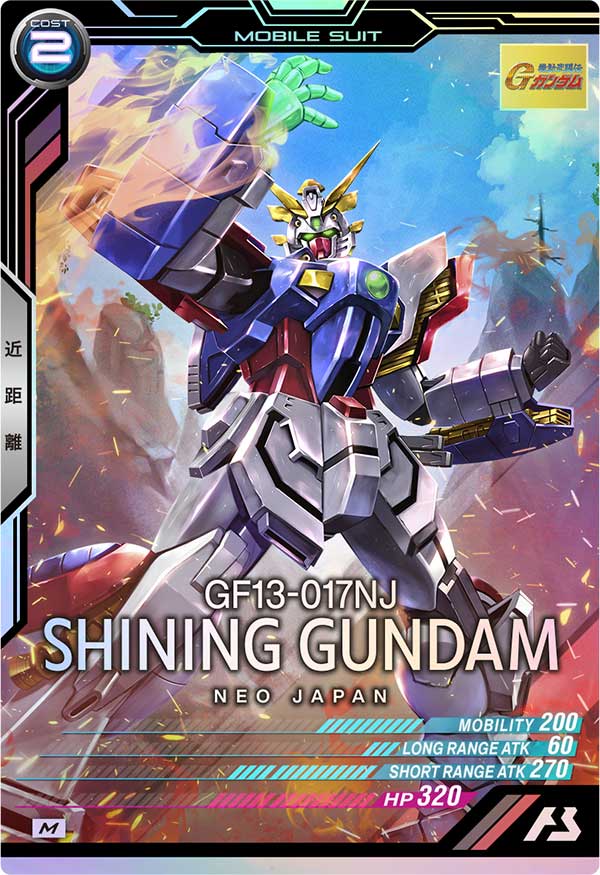 COST
2
MOBILE SUIT
機動武闘伝
Gガンダム
近距離
GF13-017NJ
SHINING GUNDAM
NEO JAPAN
MOBILITY 200
LONG RANGE ATK 60
SHORT RANGE ATK 270
HP 320
M